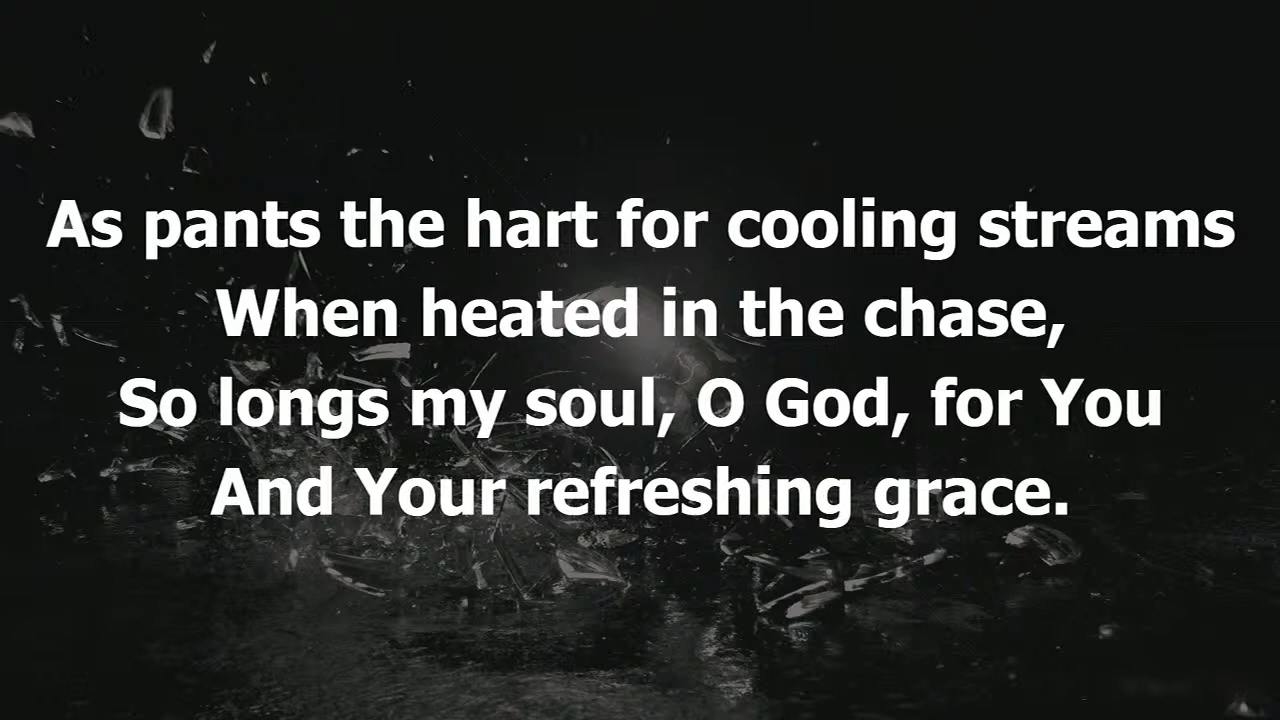 As pants the hart for cooling streams
When heated in the chase,
So longs my soul, O God, for You
And Your refreshing grace.